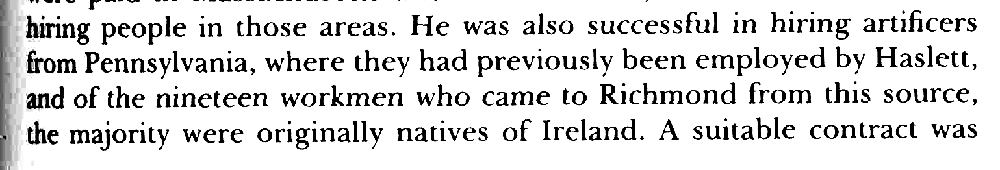 hiring people in those areas. He was also successful in hiring artificers
from Pennsylvania, where they had previously been employed by Haslett,
and of the nineteen workmen who came to Richmond from this source,
the majority were originally natives of Ireland. A suitable contract was